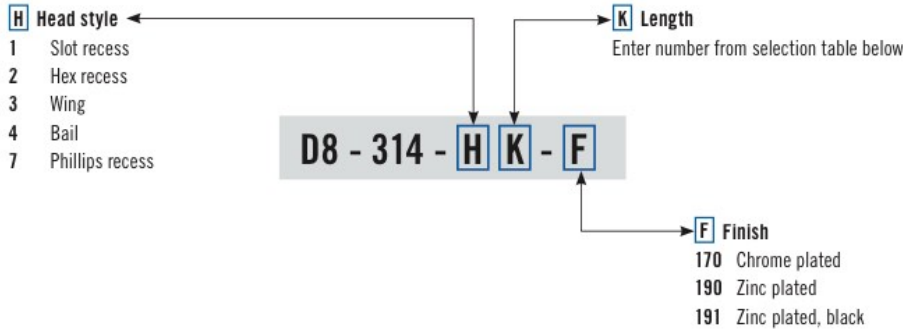 H Head style
1 Slot recess
2 Hex recess
3 Wing
4 Bail
7 Phillips recess
K Length
Enter number from selection table below
D8 - 314 - H K - F
F Finish
170 Chrome plated
190 Zinc plated
191 Zinc plated, black